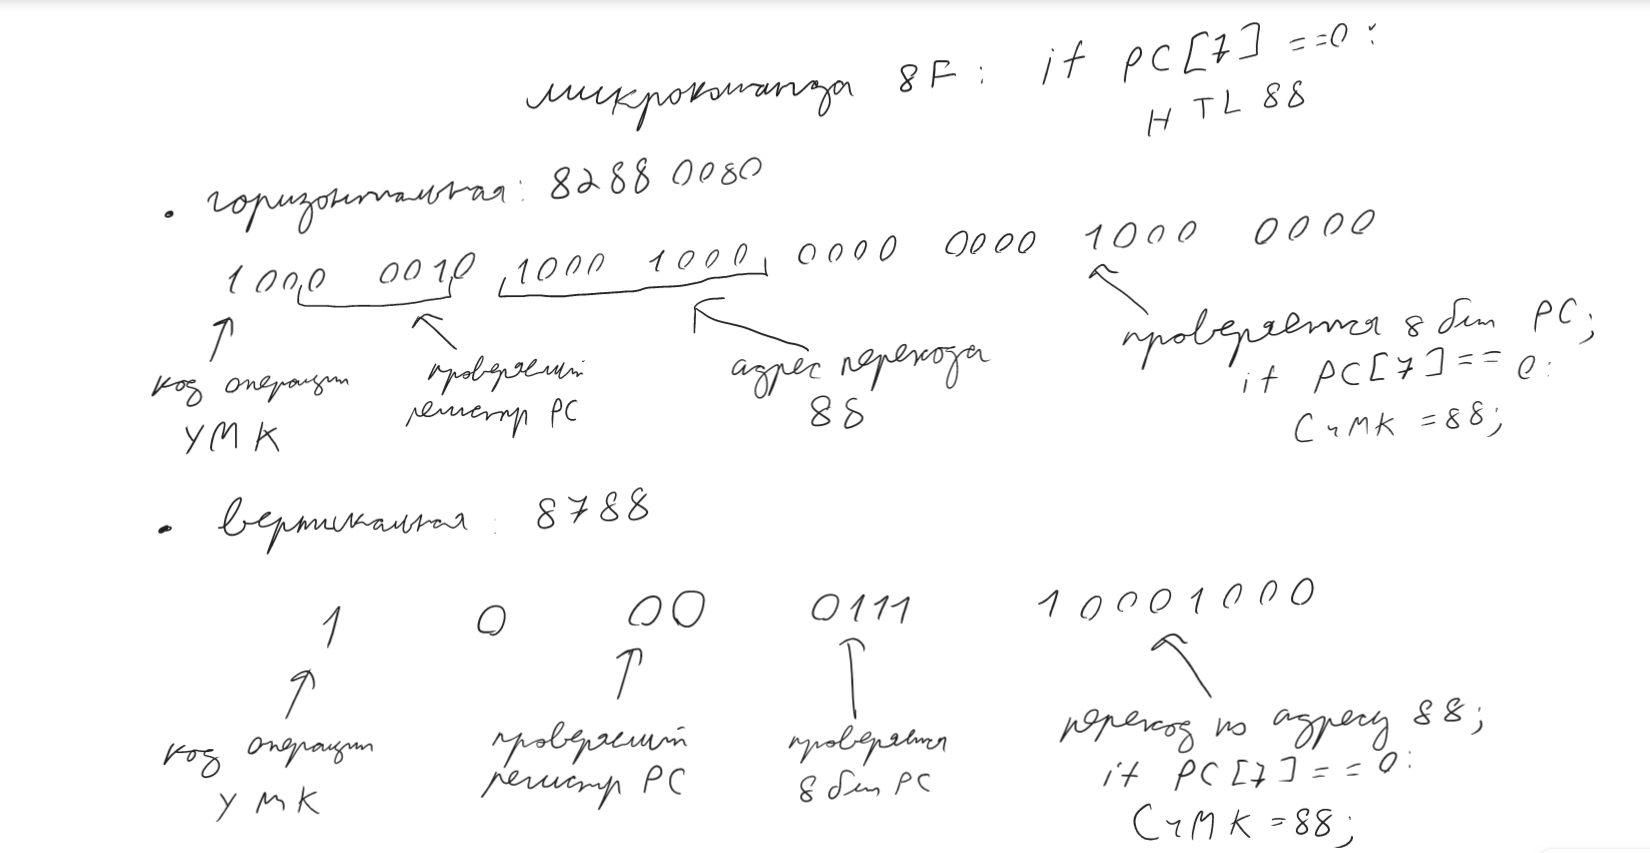 микрокоманда 8F: if PC[7]==0:
HTL 88
• горизонтальная: 8288 0080
1000 0010 1000 1000 0000 0000 1000 0000
код операции
УМК
проверяемый
регистр PC
адрес перехода
88
проверяется 8 бит PC;
if PC[7]==0:
СчМК =88;
• вертикальная: 8788
1 0 00 0111 10001000
код операции
УМК
проверяемый
регистр PC
проверяется
8 бит PC
переход по адресу 88;
if PC[7]==0:
СчМК =88;